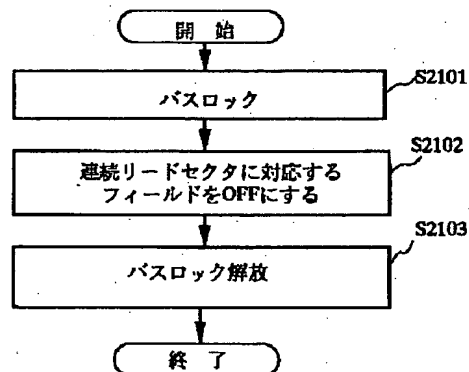 開始
バスロック
S2101
連続リードセクタに対応する
フィールドをOFFにする
S2102
バスロック解放
S2103
終了